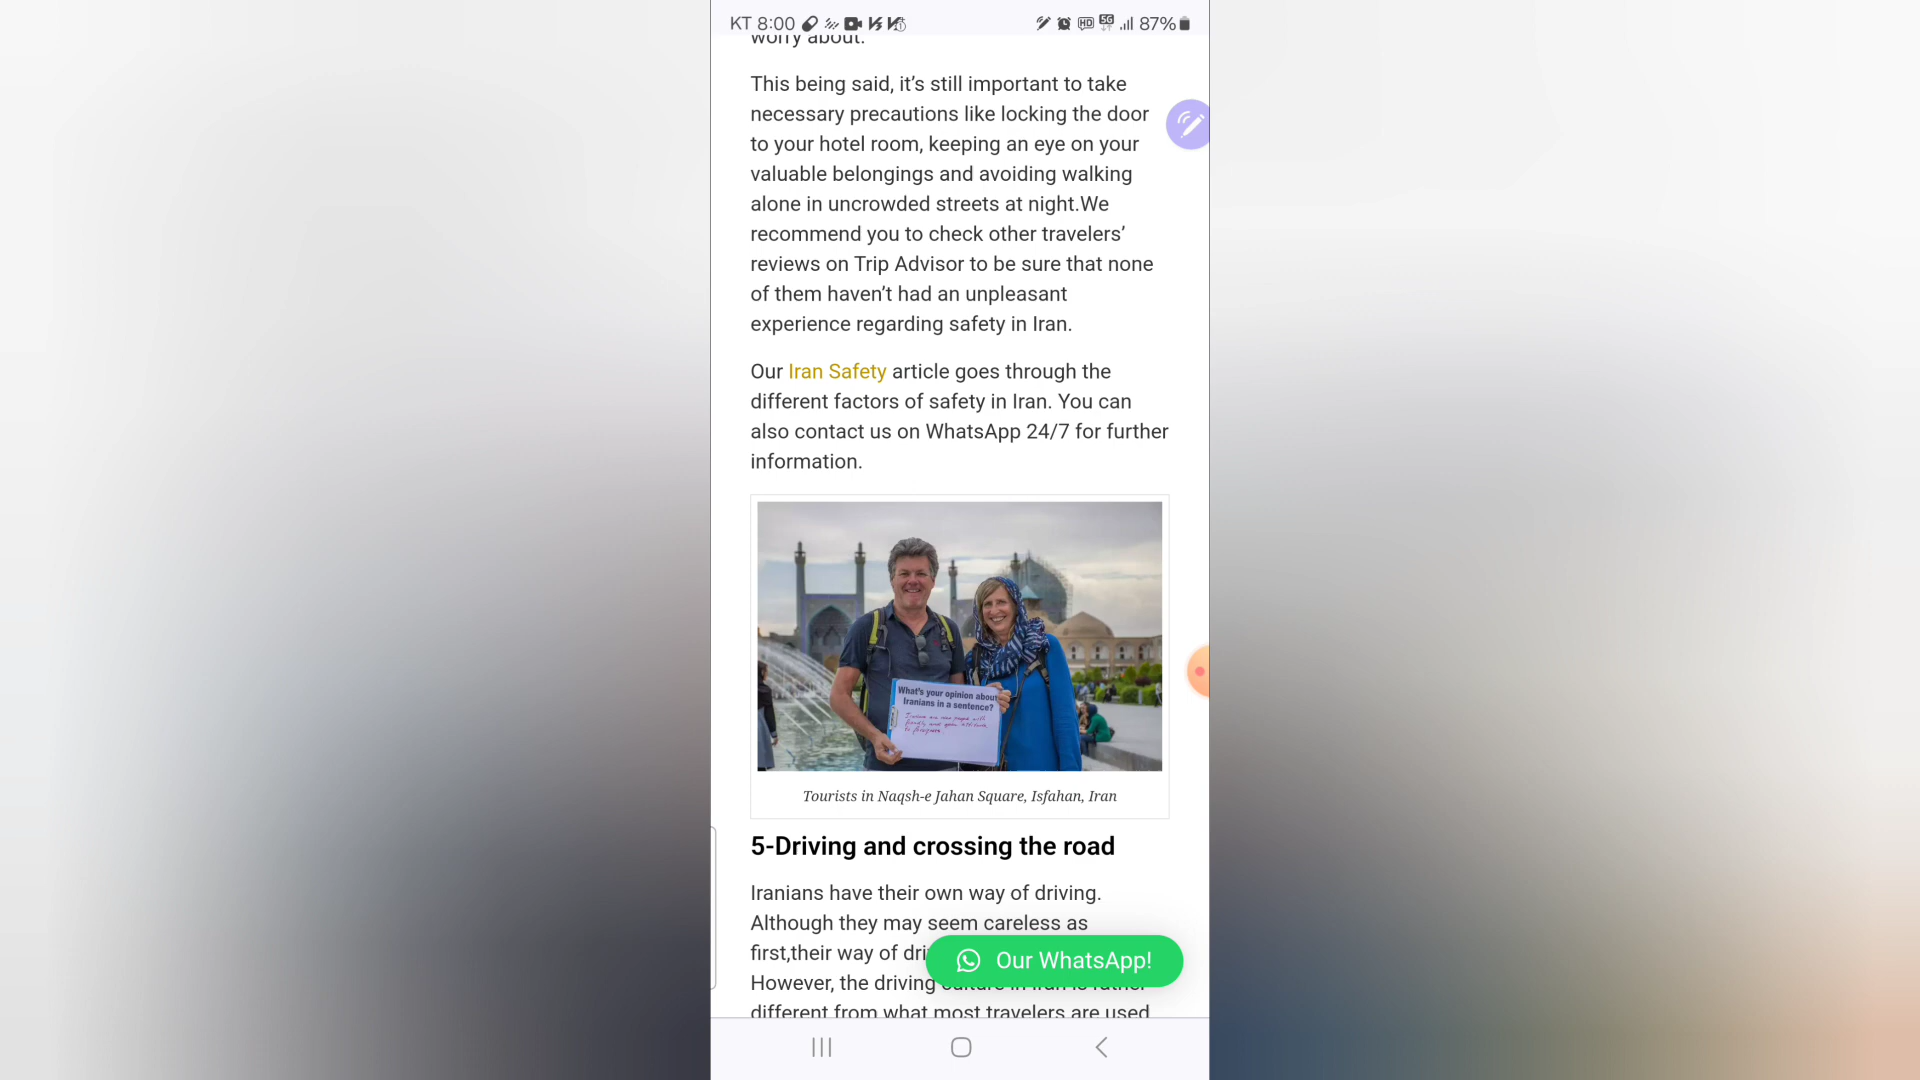 KT 8:00
HD 5G 87%
worry about.
This being said, it’s still important to take
necessary precautions like locking the door
to your hotel room, keeping an eye on your
valuable belongings and avoiding walking
alone in uncrowded streets at night.We
recommend you to check other travelers’
reviews on Trip Advisor to be sure that none
of them haven’t had an unpleasant
experience regarding safety in Iran.
Our Iran Safety article goes through the
different factors of safety in Iran. You can
also contact us on WhatsApp 24/7 for further
information.
What's your opinion about
Iranians in a sentence?
Tourists in Naqsh-e Jahan Square, Isfahan, Iran
5-Driving and crossing the road
Iranians have their own way of driving.
Although they may seem careless as
first,their way of dri
Our WhatsApp!
However, the driving culture in Iran is rather
different from what most travelers are used